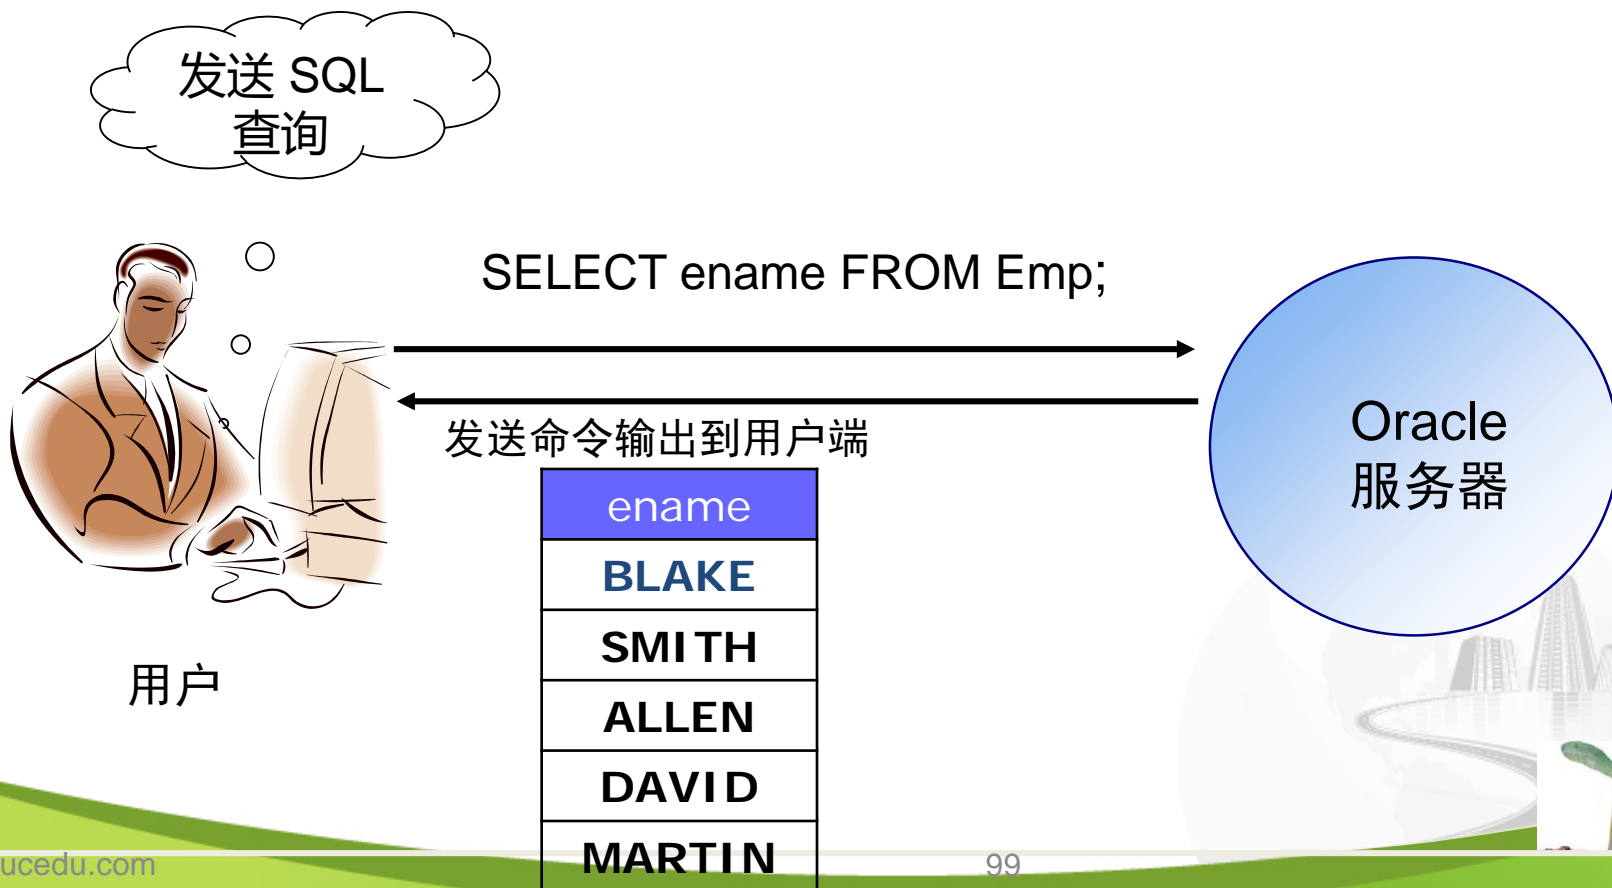 发送 SQL
查询
SELECT ename FROM Emp;
发送命令输出到用户端
Oracle
服务器
ename
BLAKE
SMITH
ALLEN
DAVID
MARTIN
用户
ucedu.com
99